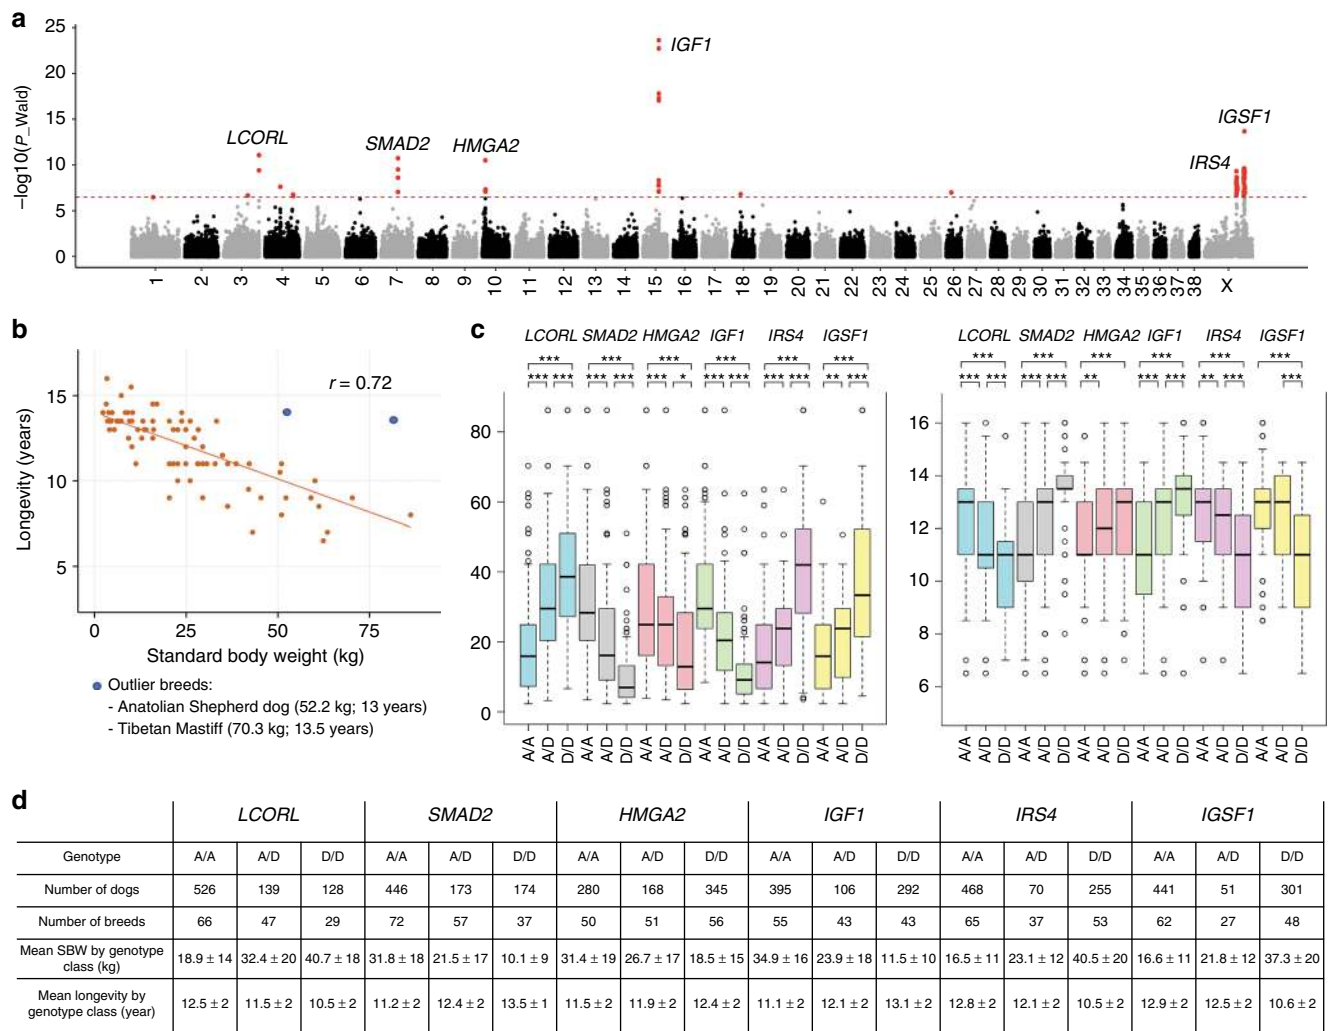 a
–log10(P_Wald)
25
20
15
10
5
0
LCORL
SMAD2
HMGA2
IGF1
IRS4
IGSF1
1 2 3 4 5 6 7 8 9 10 11 12 13 14 15 16 17 18 19 20 21 22 23 24 25 26 27 28 29 30 31 32 33 34 35 36 37 38 X
b
Longevity (years)
15
10
5
r = 0.72
0 25 50 75
Standard body weight (kg)
Outlier breeds:
- Anatolian Shepherd dog (52.2 kg; 13 years)
- Tibetan Mastiff (70.3 kg; 13.5 years)
c
LCORL SMAD2 HMGA2 IGF1 IRS4 IGSF1
*** *** *** *** *** ***
*** *** *** *** *** * *** *** *** *** ** ***
80
60
40
20
0
A/A A/D D/D A/A A/D D/D A/A A/D D/D A/A A/D D/D A/A A/D D/D A/A A/D D/D
LCORL SMAD2 HMGA2 IGF1 IRS4 IGSF1
*** *** *** *** *** ***
*** *** *** *** ** *** *** ** *** ***
16
14
12
10
8
6
A/A A/D D/D A/A A/D D/D A/A A/D D/D A/A A/D D/D A/A A/D D/D A/A A/D D/D
d
LCORL SMAD2 HMGA2 IGF1 IRS4 IGSF1
Genotype A/A A/D D/D A/A A/D D/D A/A A/D D/D A/A A/D D/D A/A A/D D/D A/A A/D D/D
Number of dogs 526 139 128 446 173 174 280 168 345 395 106 292 468 70 255 441 51 301
Number of breeds 66 47 29 72 57 37 50 51 56 55 43 43 65 37 53 62 27 48
Mean SBW by genotype
class (kg) 18.9 ± 14 32.4 ± 20 40.7 ± 18 31.8 ± 18 21.5 ± 17 10.1 ± 9 31.4 ± 19 26.7 ± 17 18.5 ± 15 34.9 ± 16 23.9 ± 18 11.5 ± 10 16.5 ± 11 23.1 ± 12 40.5 ± 20 16.6 ± 11 21.8 ± 12 37.3 ± 20
Mean longevity by
genotype class (year) 12.5 ± 2 11.5 ± 2 10.5 ± 2 11.2 ± 2 12.4 ± 2 13.5 ± 1 11.5 ± 2 11.9 ± 2 12.4 ± 2 11.1 ± 2 12.1 ± 2 13.1 ± 2 12.8 ± 2 12.1 ± 2 10.5 ± 2 12.9 ± 2 12.5 ± 2 10.6 ± 2